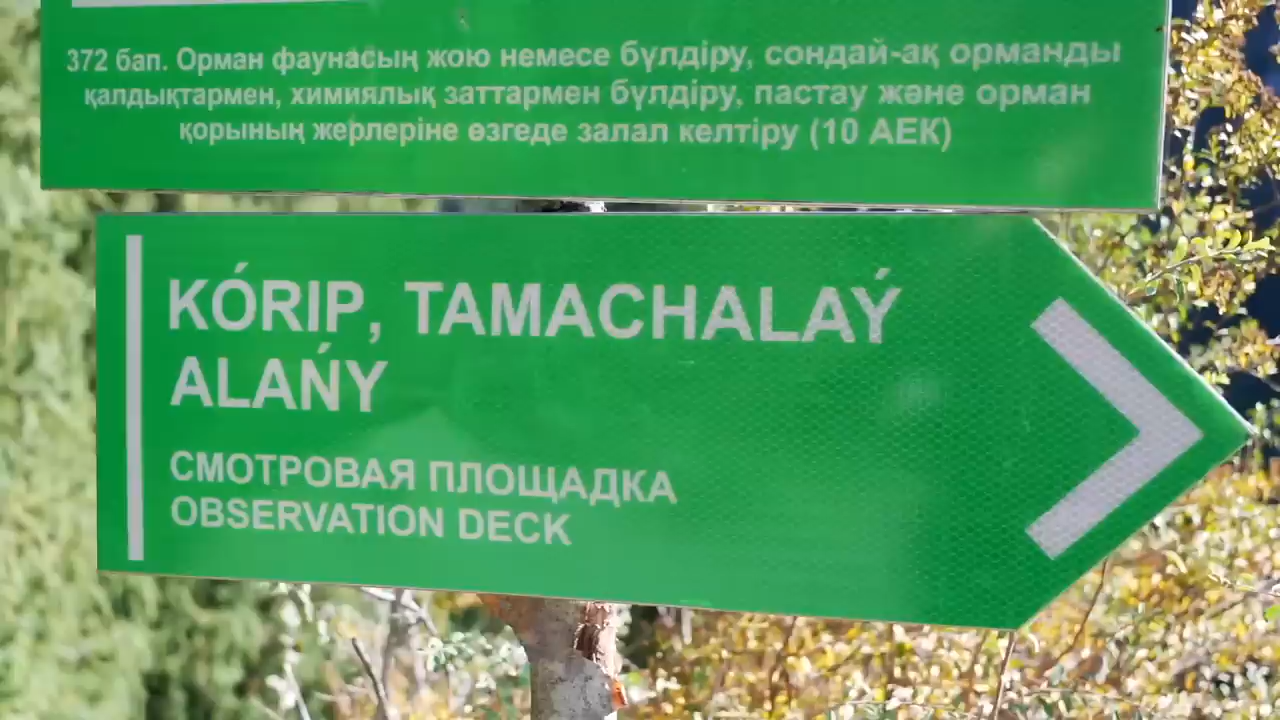 372 бап. Орман фаунасың жою немесе бүлдіру, сондай-ақ орманды
қалдықтармен, химиялық заттармен бүлдіру, пастау және орман
қорының жерлеріне өзгеде залал келтіру (10 АЕК)
KÓRIP, TAMACHALAÝ
ALAŃY
СМОТРОВАЯ ПЛОЩАДКА
OBSERVATION DECK